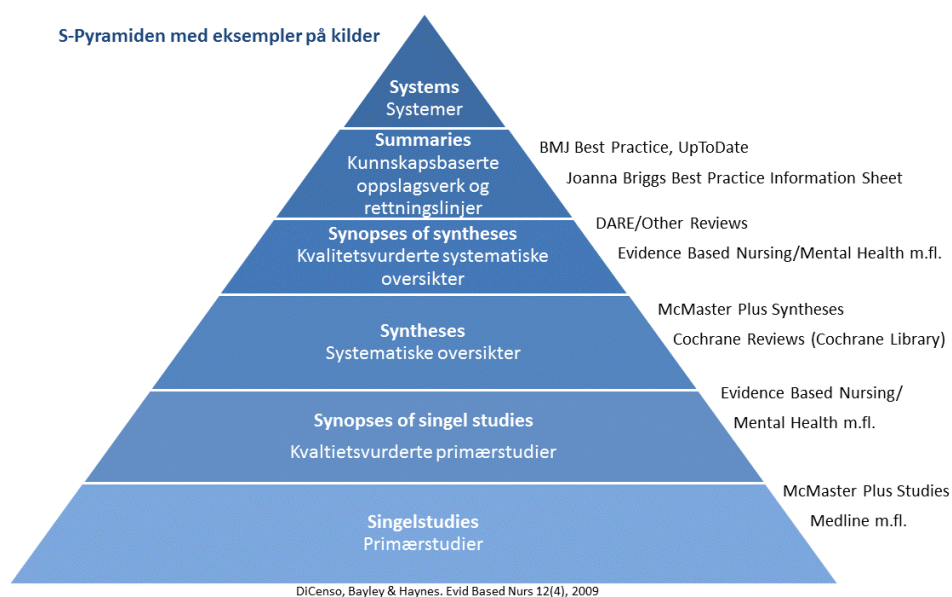 S-Pyramiden med eksempler på kilder
Systems
Systemer
Summaries
Kunnskapsbaserte
oppslagsverk og
rettningslinjer
BMJ Best Practice, UpToDate
Joanna Briggs Best Practice Information Sheet
Synopses of syntheses
Kvalitetsvurderte systematiske
oversikter
DARE/Other Reviews
Evidence Based Nursing/Mental Health m.fl.
Syntheses
Systematiske oversikter
McMaster Plus Syntheses
Cochrane Reviews (Cochrane Library)
Synopses of singel studies
Kvaltietsvurderte primærstudier
Evidence Based Nursing/
Mental Health m.fl.
Singelstudies
Primærstudier
McMaster Plus Studies
Medline m.fl.
DiCenso, Bayley & Haynes. Evid Based Nurs 12(4), 2009